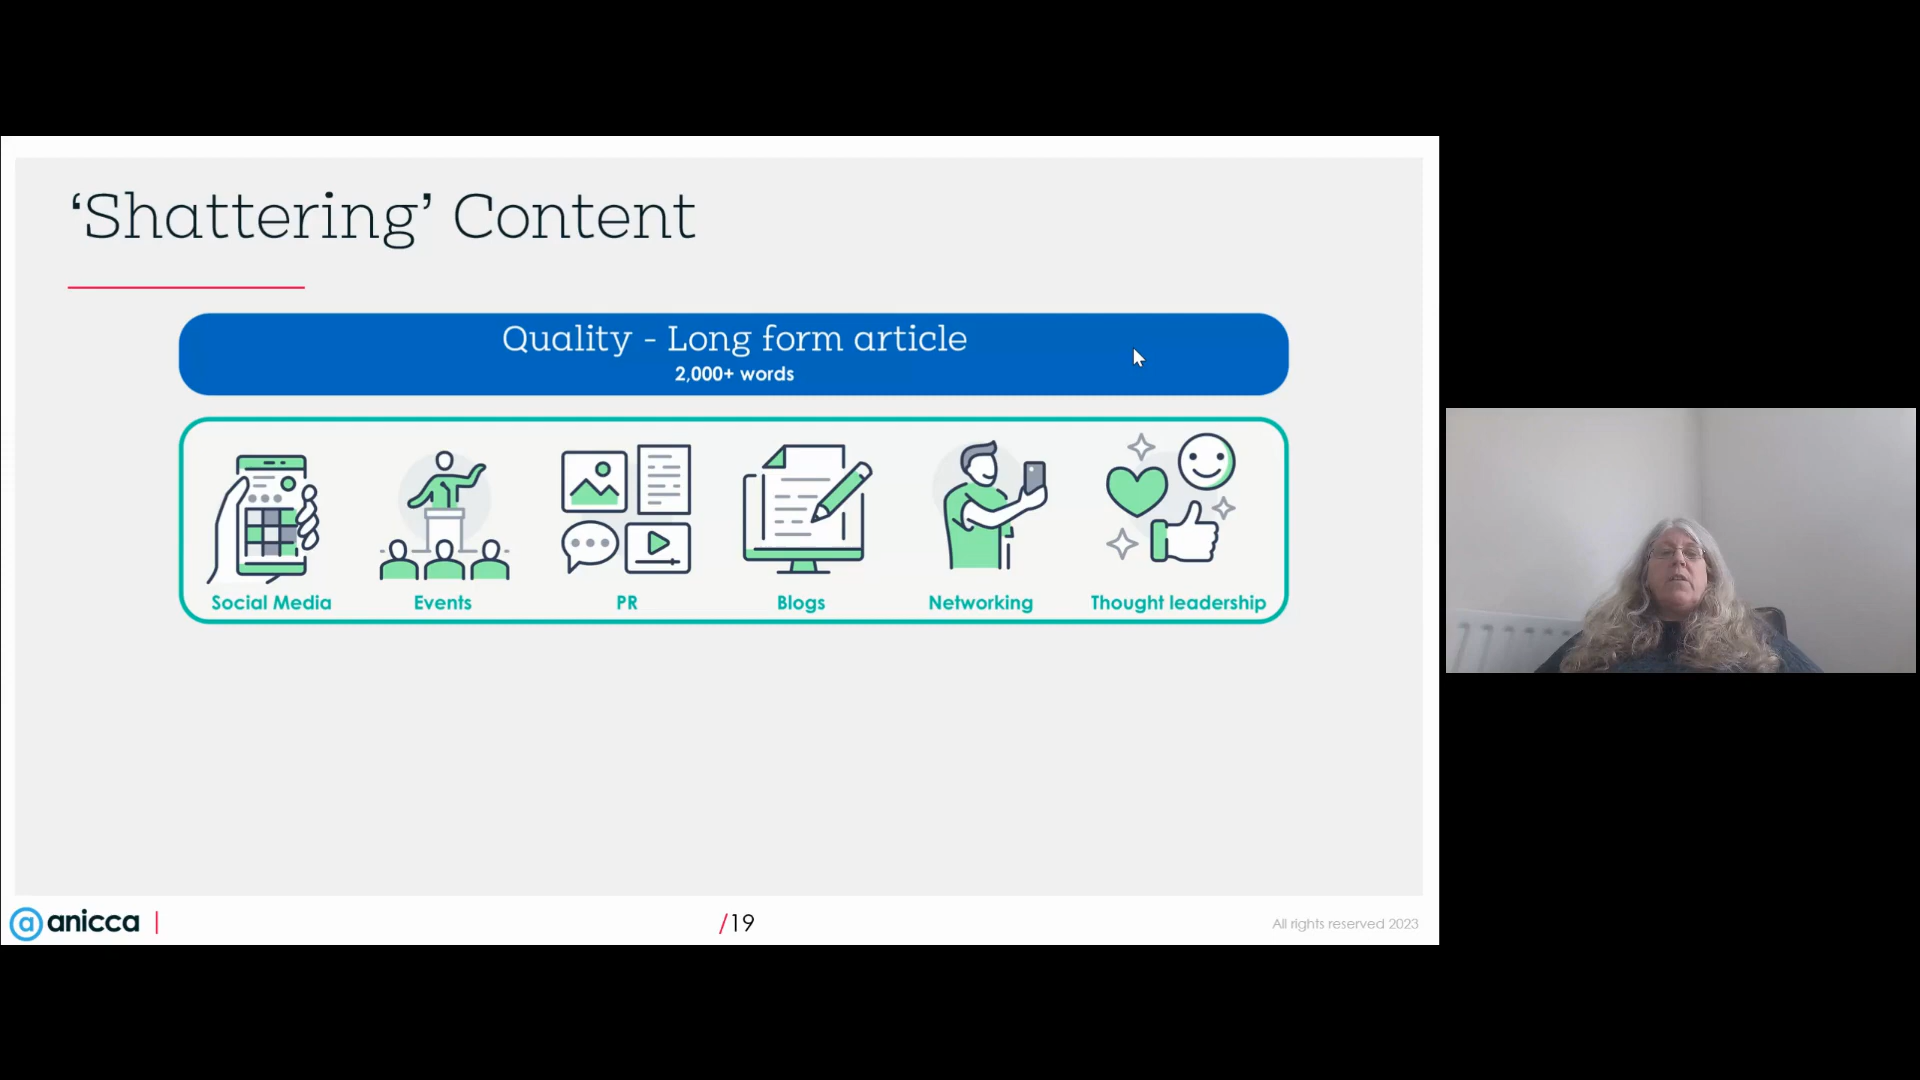 ‘Shattering’ Content
Quality - Long form article
2,000+ words
Social Media
Events
PR
Blogs
Networking
Thought leadership
@ anicca
/19
All rights reserved 2023